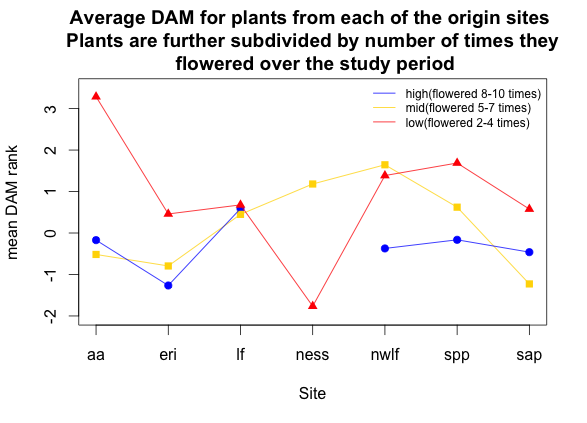 Average DAM for plants from each of the origin sites
Plants are further subdivided by number of times they
flowered over the study period
high(flowered 8-10 times)
mid(flowered 5-7 times)
low(flowered 2-4 times)
mean DAM rank
3
2
1
0
-1
-2
aa eri lf ness nwlf spp sap
Site